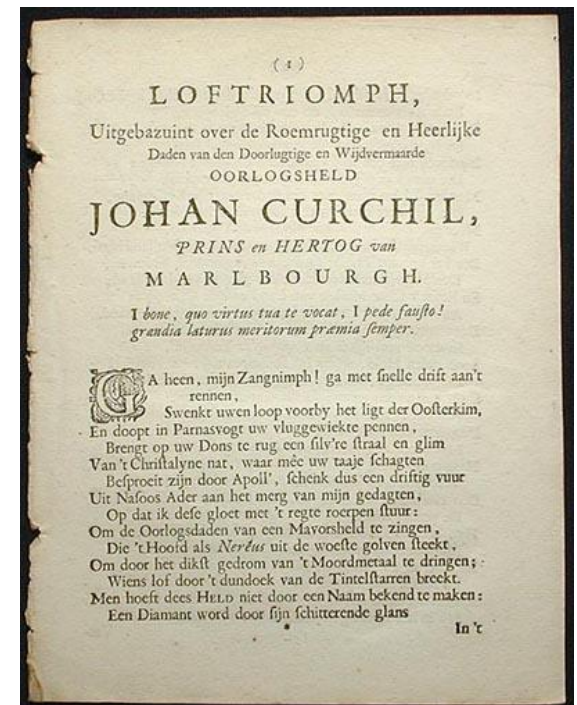 ( 1 )
LOFTRIOMPH,
Uitgebazuint over de Roemrugtige en Heerlijke
Daden van den Doorlugtige en Wijdvermaarde
OORLOGSHELD
JOHAN CURCHIL,
PRINS en HERTOG van
MARLBOURGH.
I bone, quo virtus tua te vocat, I pede fauſto!
grandia laturus meritorum præmia ſemper.
GA heen, mijn Zangnimph! ga met ſnelle drift aan't
rennen,
Swenkt uwen loop voorby het ligt der Ooſterkim,
En doopt in Parnasvogt uw vluggewiekte pennen,
Brengt op uw Dons te rug een ſilv're ſtraal en glim
Van 't Chriſtalyne nat, waar mêe uw taaje ſchagten
Beſproeit zijn door Apoll', ſchenk dus een driftig vuur
Uit Naſoos Ader aan het merg van mijn gedagten,
Op dat ik deſe gloet met 't regte roerpen ſtuur:
Om de Oorlogsdaden van een Mavorsheld te zingen,
Die 't Hoofd als Nerêus uit de woeſte golven ſteekt,
Om door het dikſt gedrom van 't Moordmetaal te dringen;
Wiens lof door 't dundoek van de Tintelſtarren breekt.
Men hoeft dees HELD niet door een Naam bekend te maken:
Een Diamant word door ſijn ſchitterende glans
* In 't